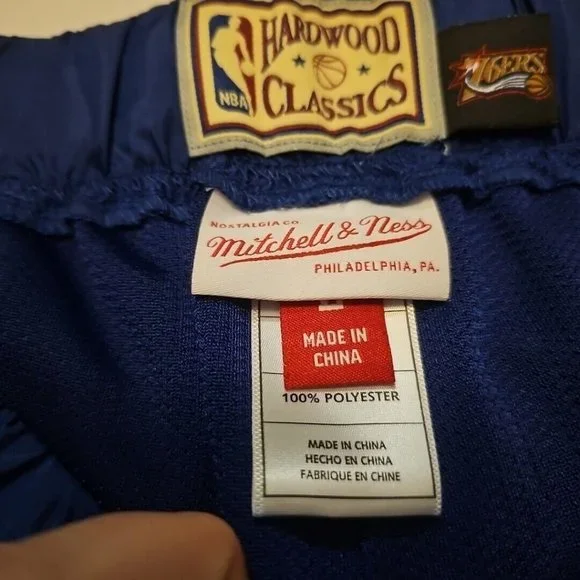 HARDWOOD
NBA
CLASSICS
76ERS
NOSTALGIA CO.
Mitchell & Ness
PHILADELPHIA, PA.
MADE IN
CHINA
100% POLYESTER
MADE IN CHINA
HECHO EN CHINA
FABRIQUE EN CHINE